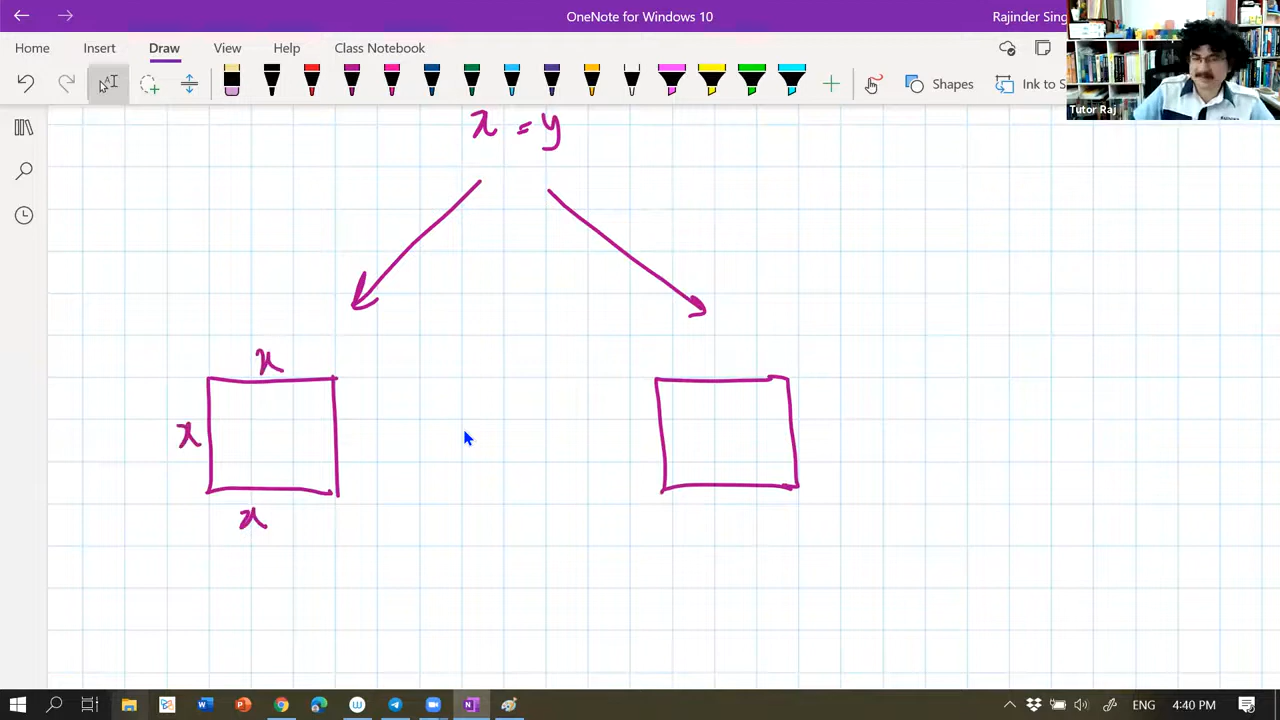 OneNote for Windows 10
Rajinder Sing
Home Insert Draw View Help Class Notebook
Shapes
Ink to S
Tutor Raj
x = y
x
x
x
ENG 4:40 PM